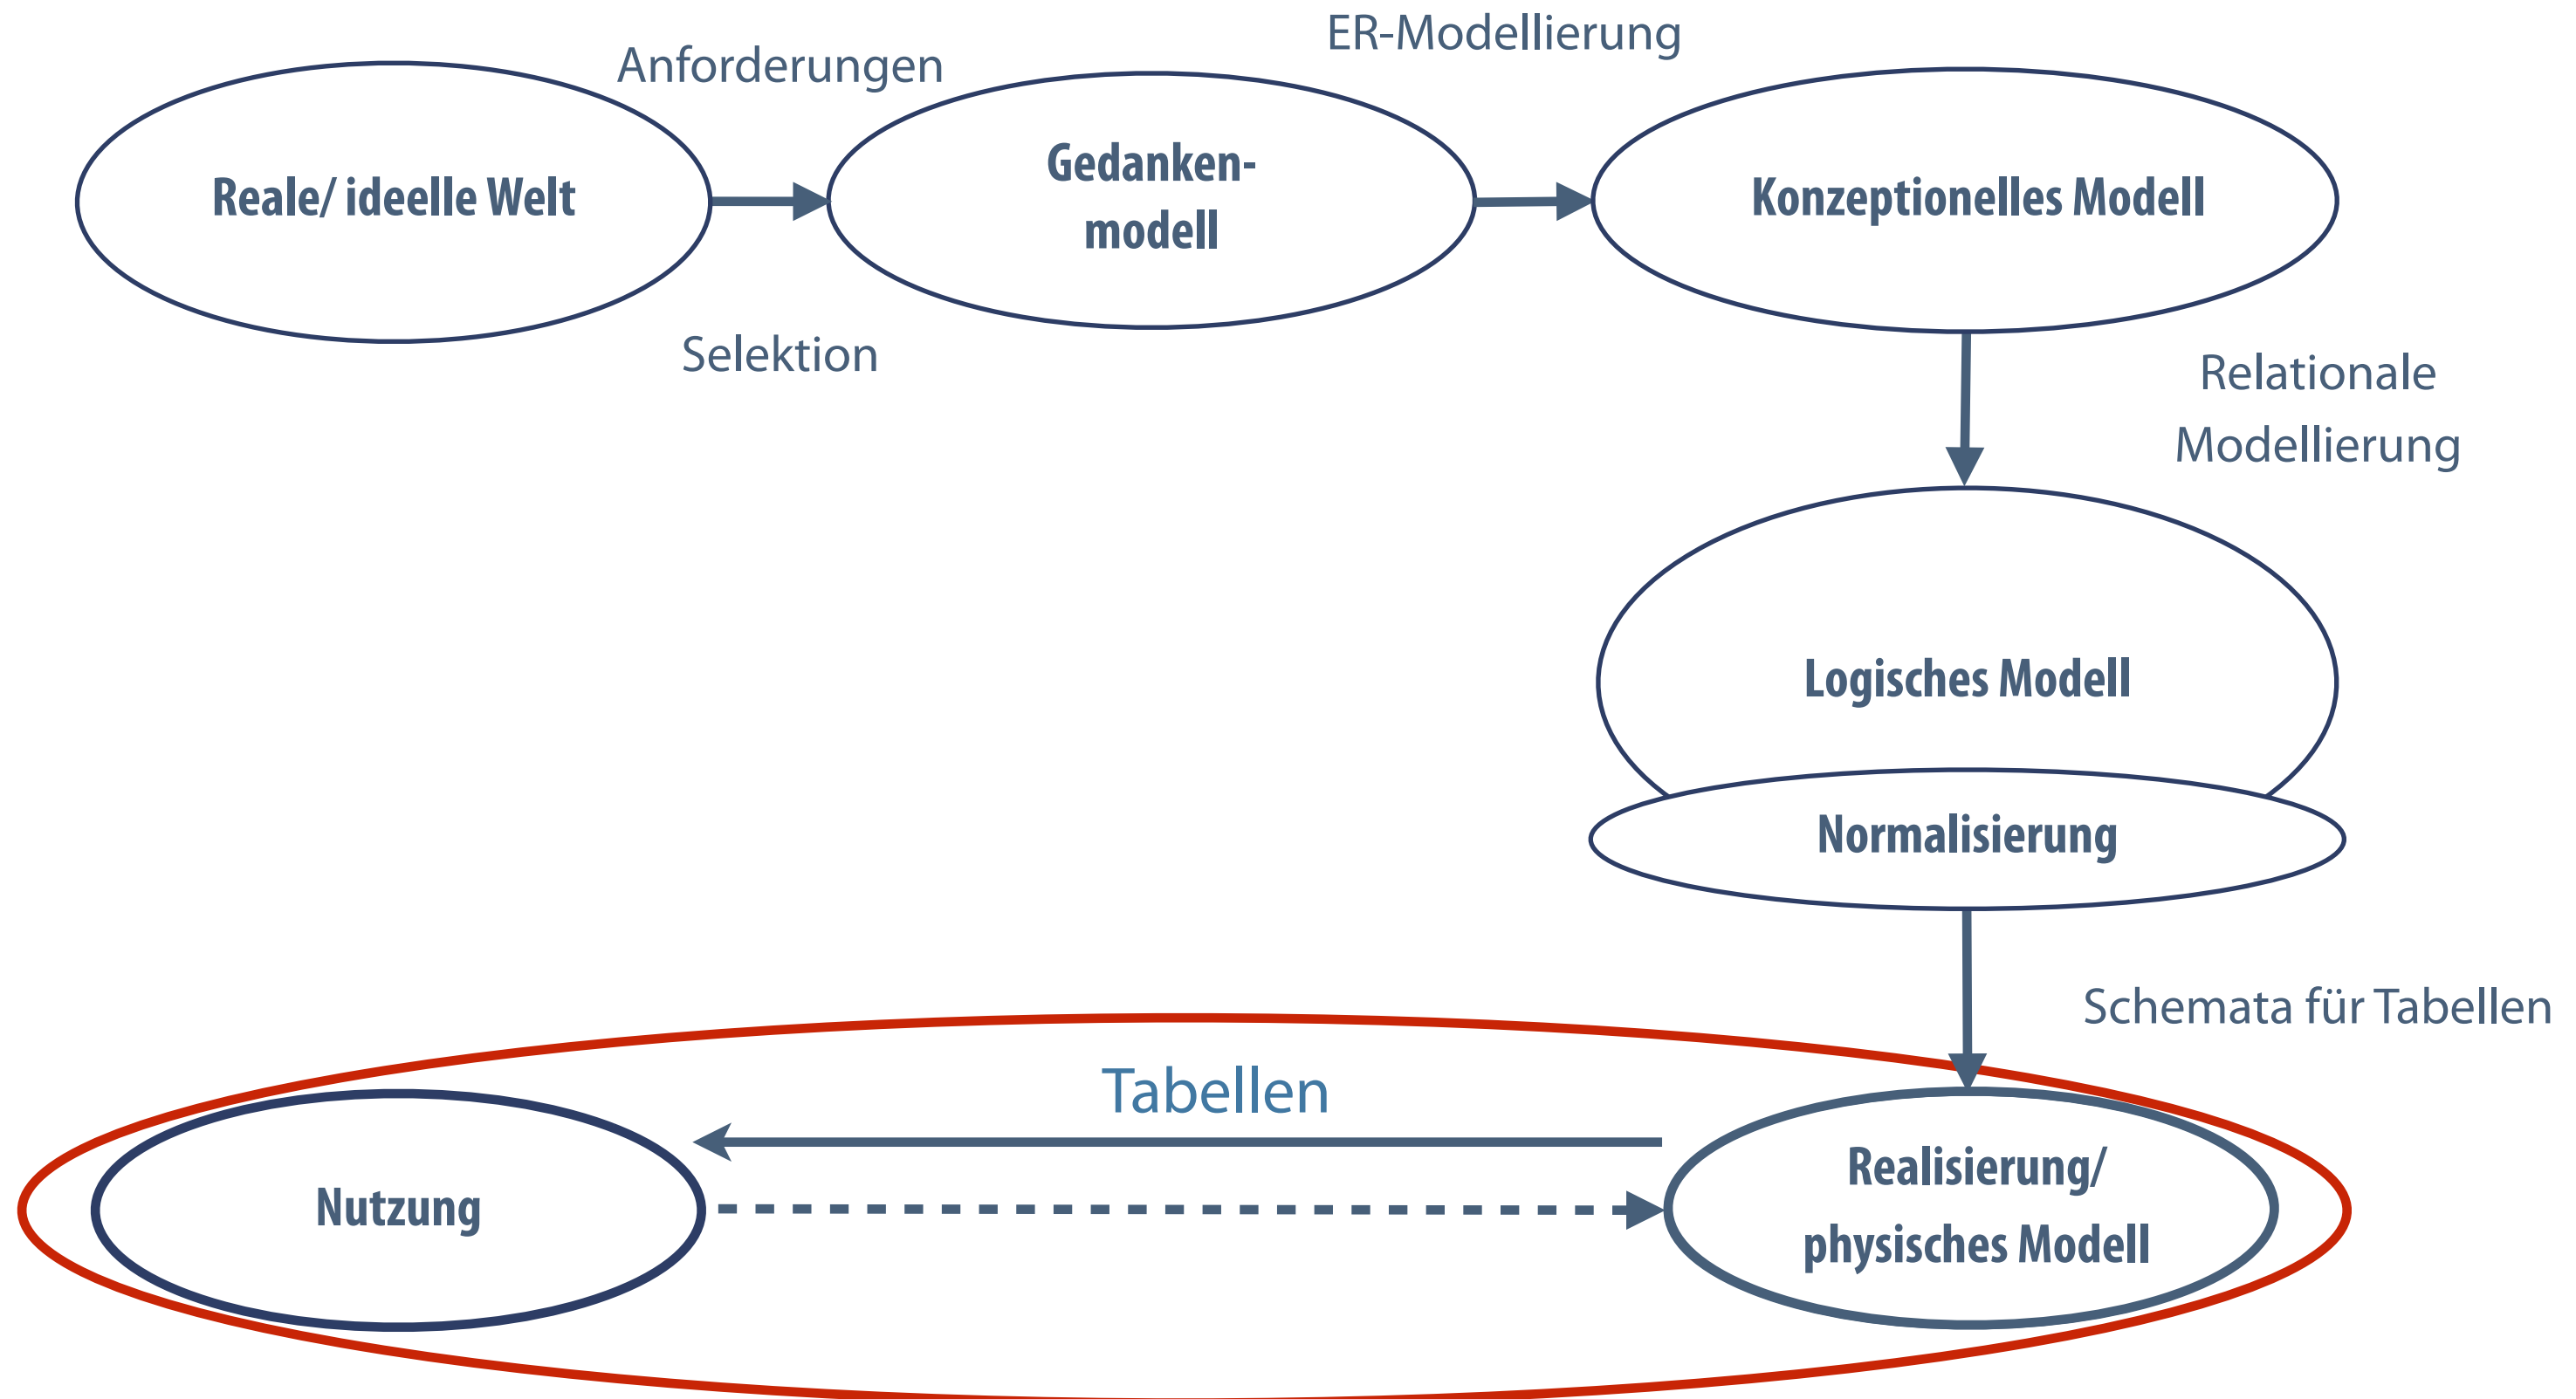 ER-Modellierung
Anforderungen
Reale/ ideelle Welt
Gedanken-
modell
Konzeptionelles Modell
Selektion
Relationale
Modellierung
Logisches Modell
Normalisierung
Schemata für Tabellen
Tabellen
Nutzung
Realisierung/
physisches Modell